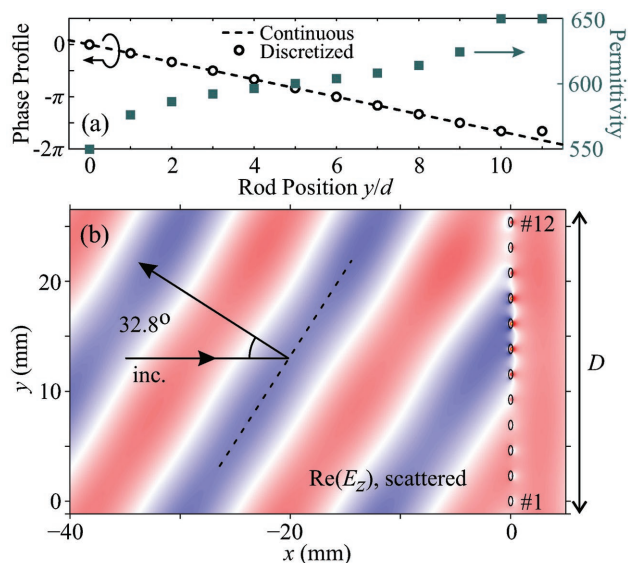 Phase Profile
0
-π
-2π
(a)
Continuous
Discretized
650
600
550
Permittivity
0
2
4
6
8
10
Rod Position y/d
(b)
#12
20
32.8°
y (mm)
10
inc.
D
Re(E_z), scattered
0
#1
-40
-20
0
x (mm)